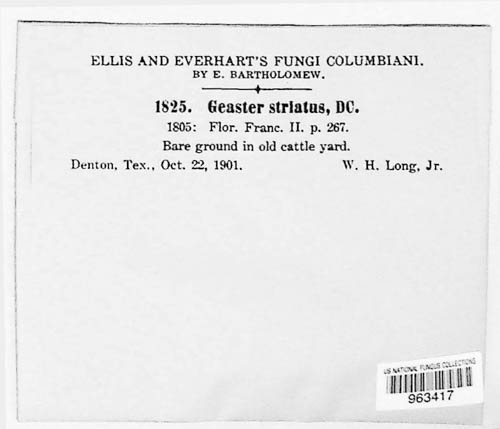 ELLIS AND EVERHART'S FUNGI COLUMBIANI.
BY E. BARTHOLOMEW.
1825. Geaster striatus, DC.
1805: Flor. Franc. II. p. 267.
Bare ground in old cattle yard.
Denton, Tex., Oct. 22, 1901. W. H. Long, Jr.
US NATIONAL FUNGUS COLLECTIONS
963417